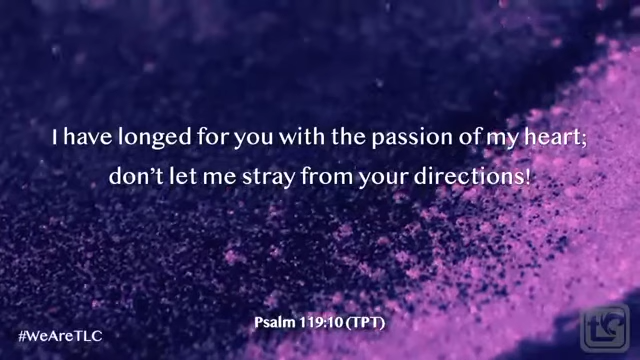 I have longed for you with the passion of my heart;
don't let me stray from your directions!
Psalm 119:10 (TPT)
#WeAreTLC